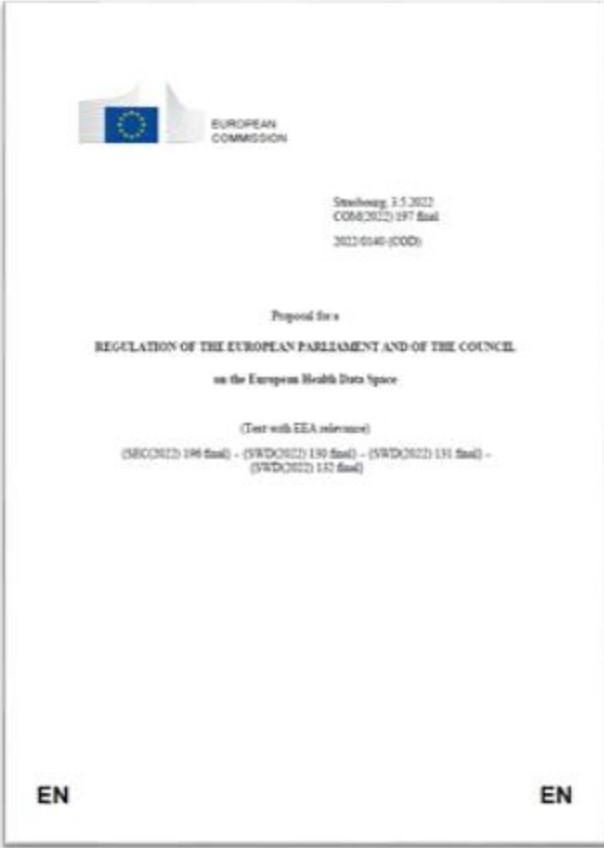 EUROPEAN
COMMISSION
Strasbourg, 3.5.2022
COM(2022) 197 final
2022/0140 (COD)
Proposal for a
REGULATION OF THE EUROPEAN PARLIAMENT AND OF THE COUNCIL
on the European Health Data Space
(Text with EEA relevance)
{SEC(2022) 196 final} - {SWD(2022) 130 final} - {SWD(2022) 131 final} -
{SWD(2022) 132 final}
EN
EN